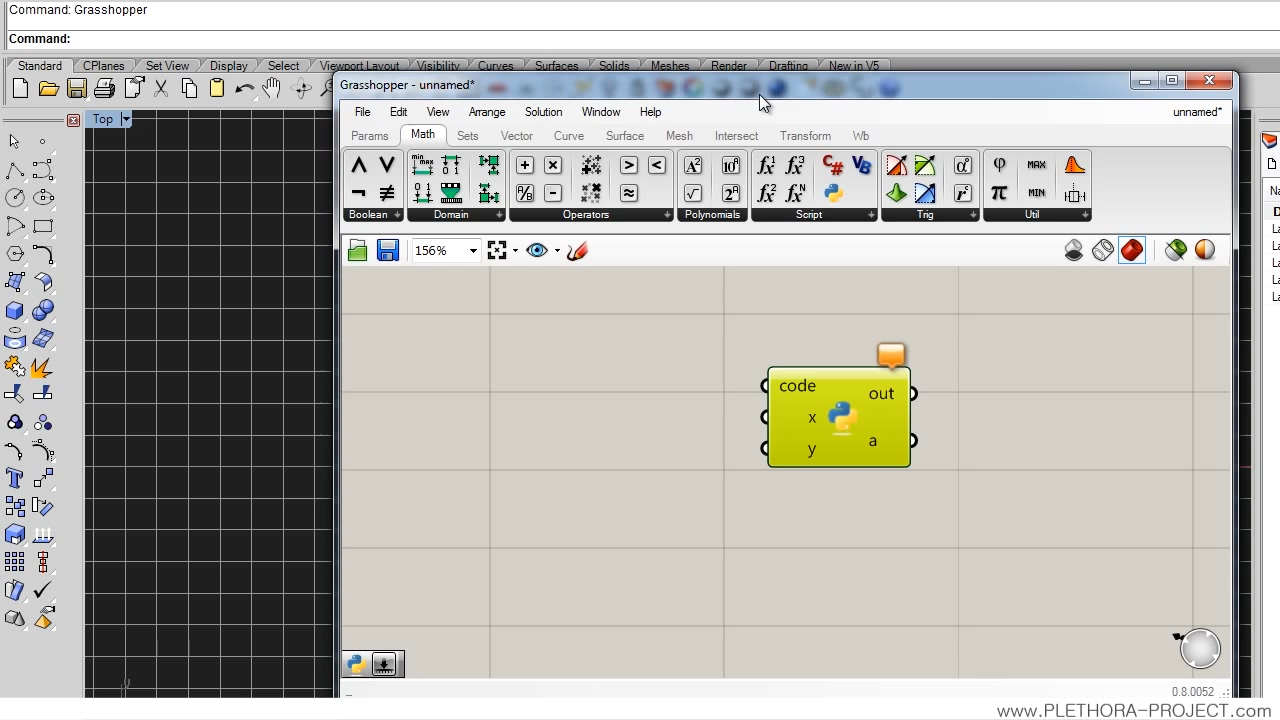 Command: Grasshopper
Command:
Standard CPlanes Set View Display Select Viewport Layout Visibility Curves Surfaces Solids Meshes Render Drafting New in V5
Grasshopper - unnamed*
Top
File Edit View Arrange Solution Window Help unnamed*
Params Math Sets Vector Curve Surface Mesh Intersect Transform Wb
Boolean Domain Operators Polynomials Script Trig Util
156%
code
x
y
out
a
0.8.0052
www.PLETHORA-PROJECT.com